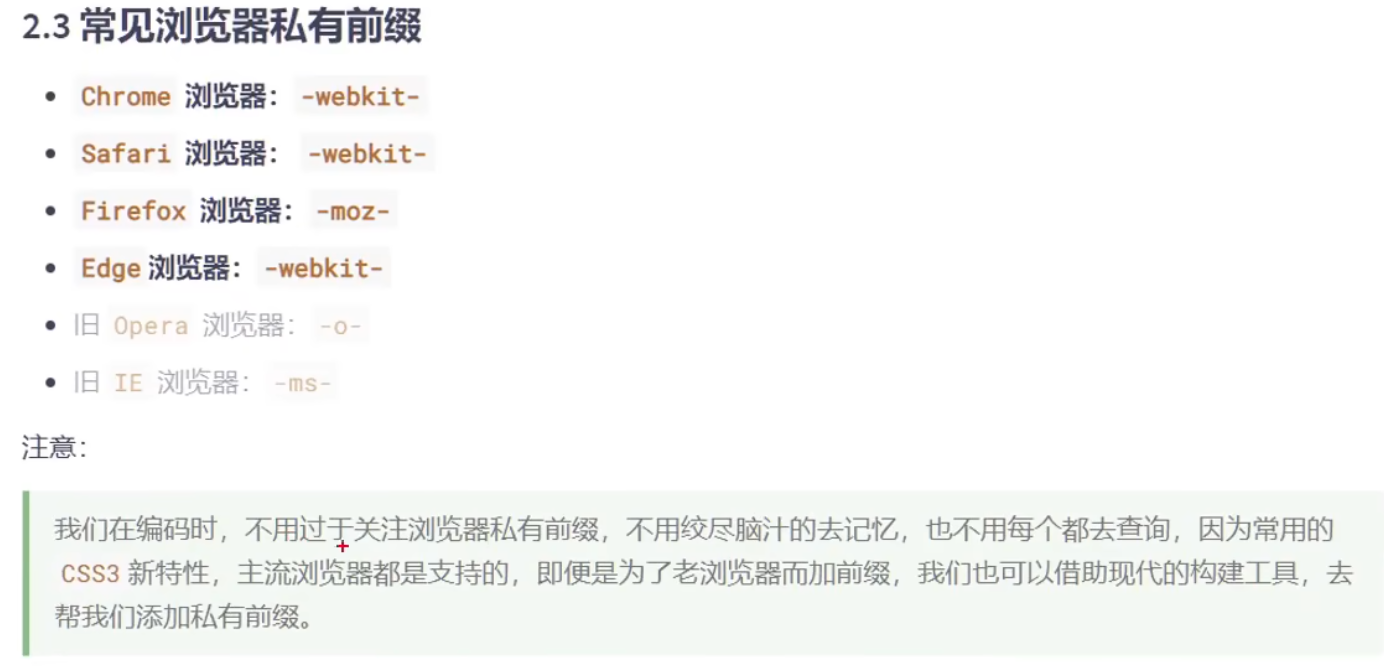 2.3 常见浏览器私有前缀
Chrome 浏览器： -webkit-
Safari 浏览器： -webkit-
Firefox 浏览器： -moz-
Edge浏览器： -webkit-
旧 Opera 浏览器： -o-
旧 IE 浏览器： -ms-
注意：
我们在编码时，不用过于关注浏览器私有前缀，不用绞尽脑汁的去记忆，也不用每个都去查询，因为常用的
CSS3 新特性，主流浏览器都是支持的，即便是为了老浏览器而加前缀，我们也可以借助现代的构建工具，去
帮我们添加私有前缀。